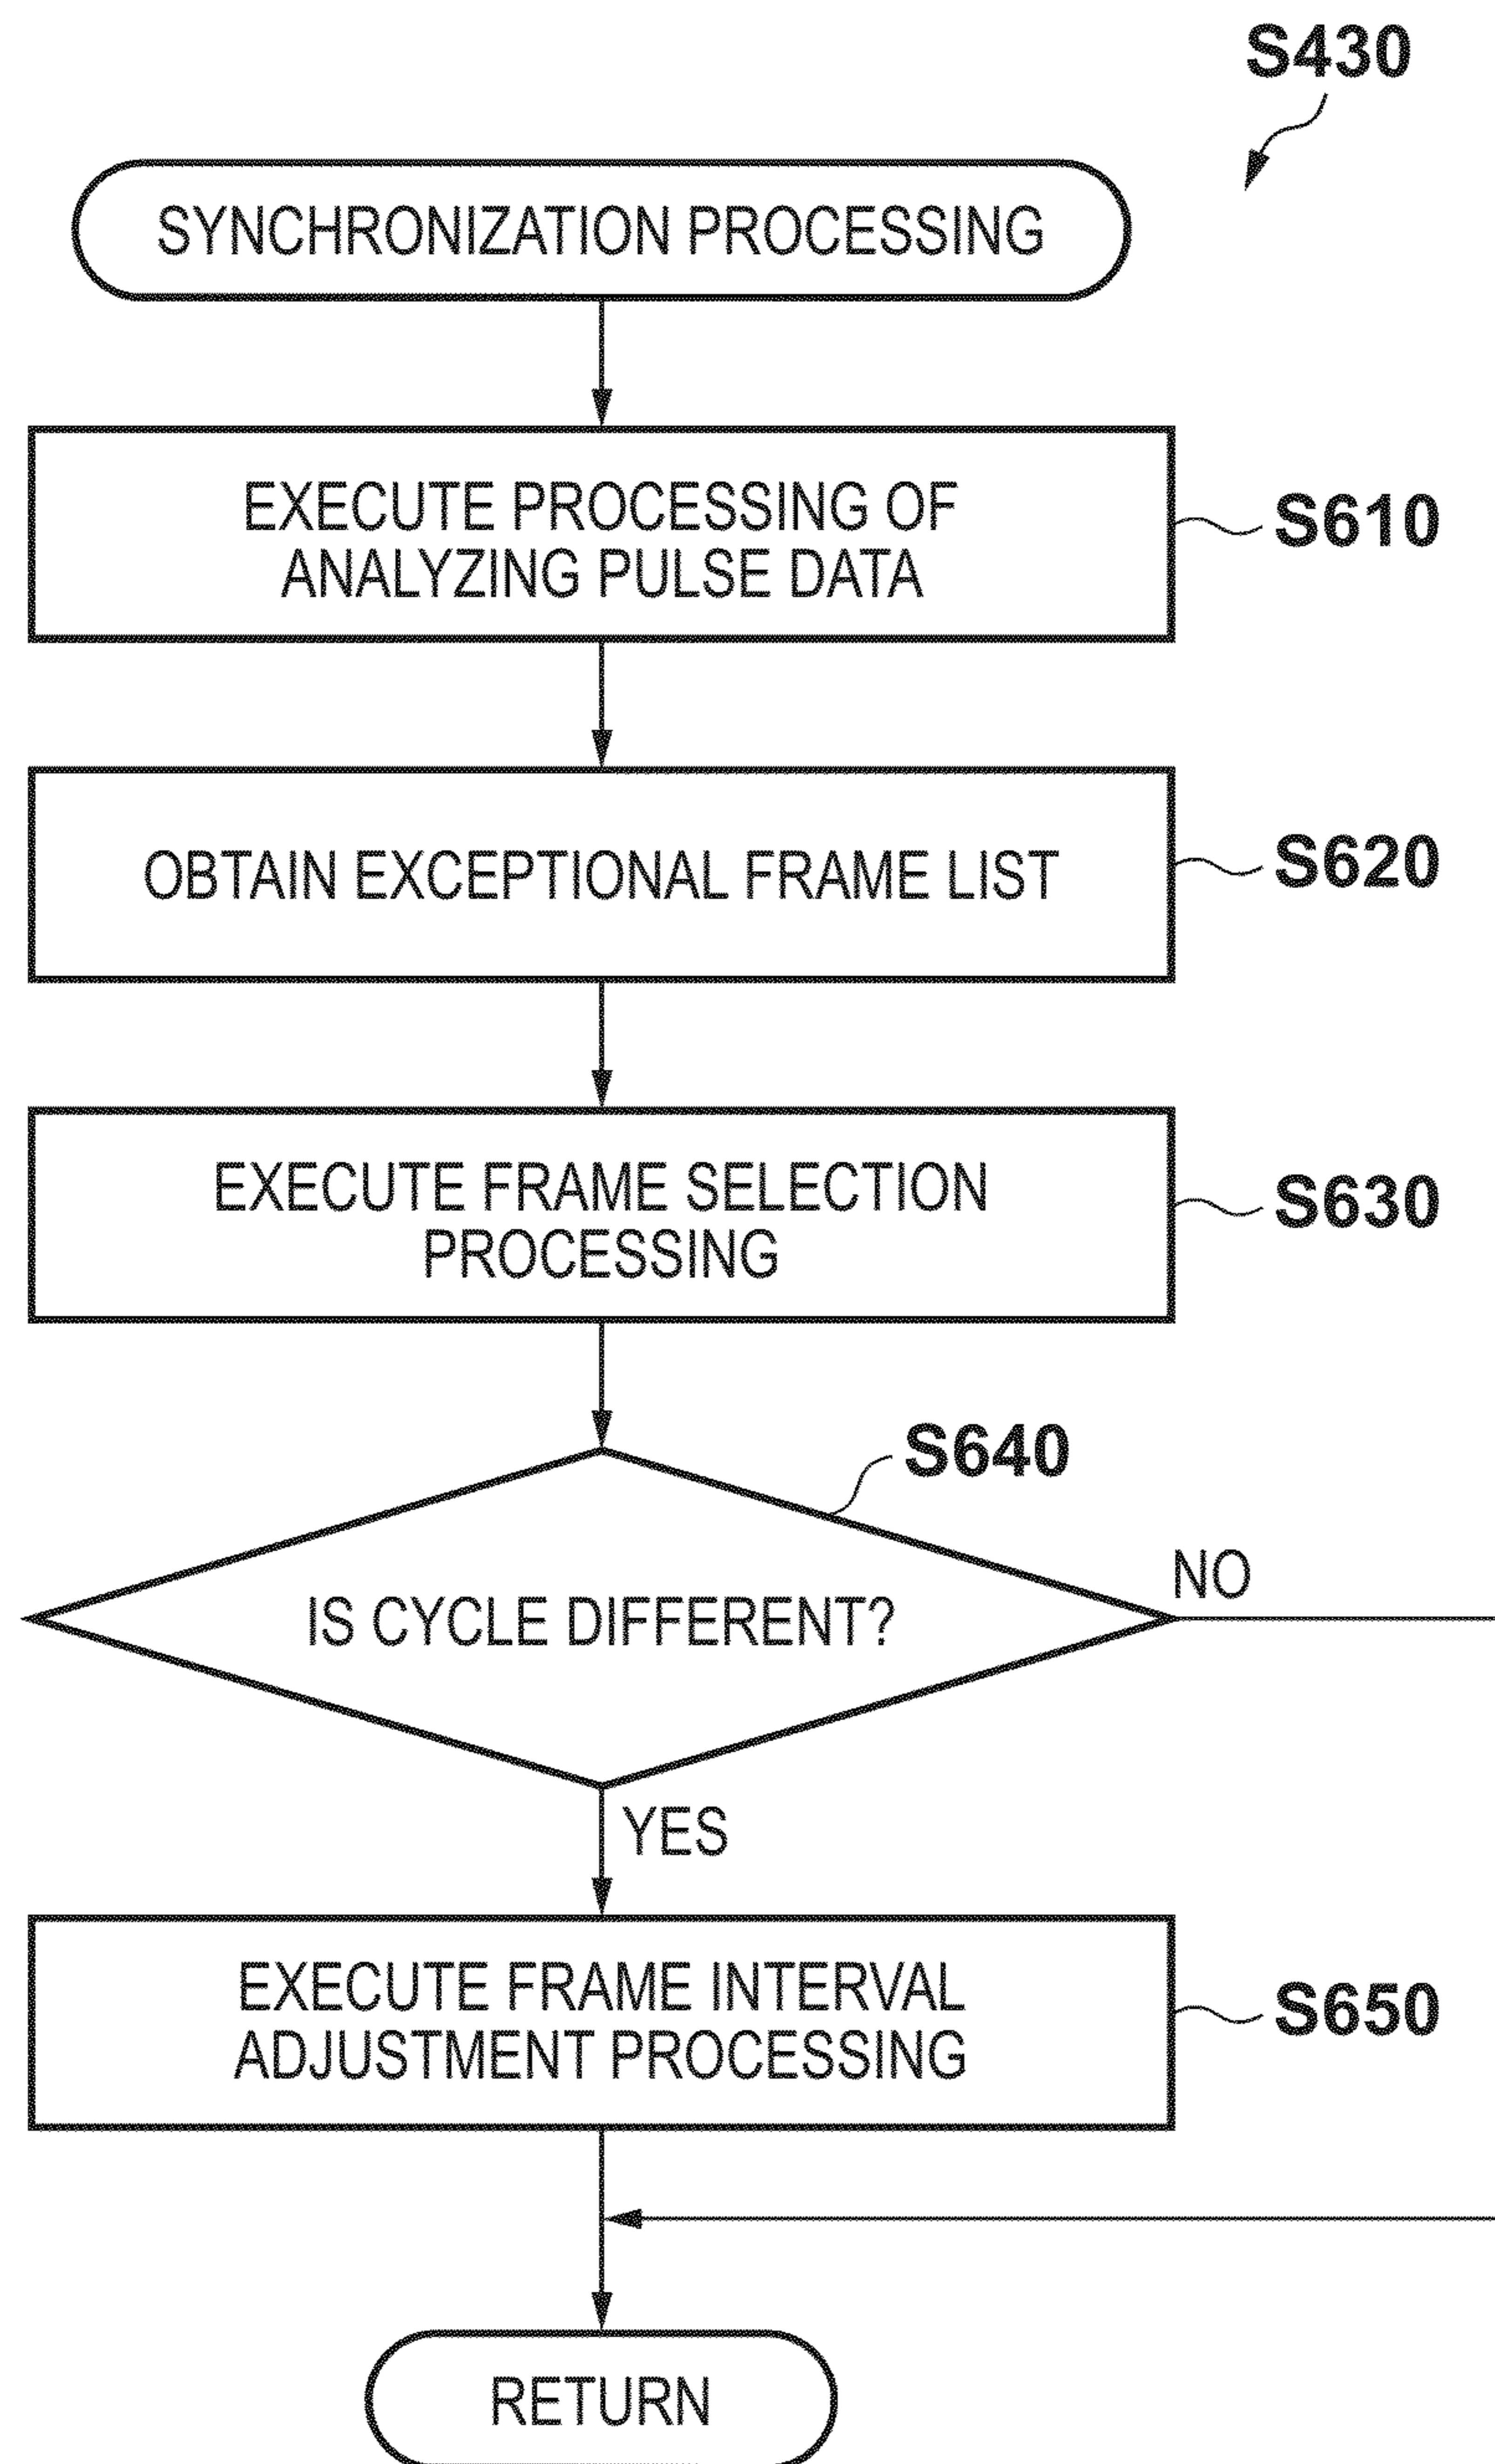 S430
SYNCHRONIZATION PROCESSING
EXECUTE PROCESSING OF
ANALYZING PULSE DATA
S610
OBTAIN EXCEPTIONAL FRAME LIST
S620
EXECUTE FRAME SELECTION
PROCESSING
S630
S640
IS CYCLE DIFFERENT?
NO
YES
EXECUTE FRAME INTERVAL
ADJUSTMENT PROCESSING
S650
RETURN